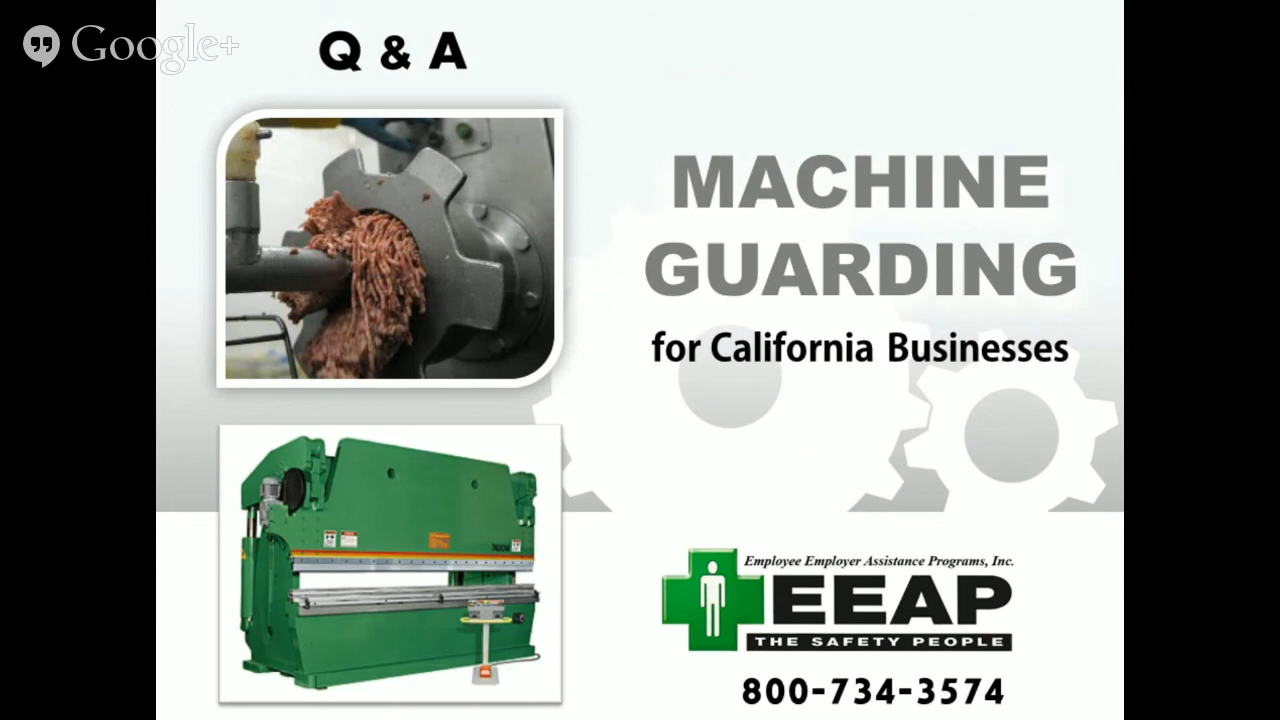 Google+
Q & A
MACHINE
GUARDING
for California Businesses
Employee Employer Assistance Programs, Inc.
EEAP
THE SAFETY PEOPLE
800-734-3574